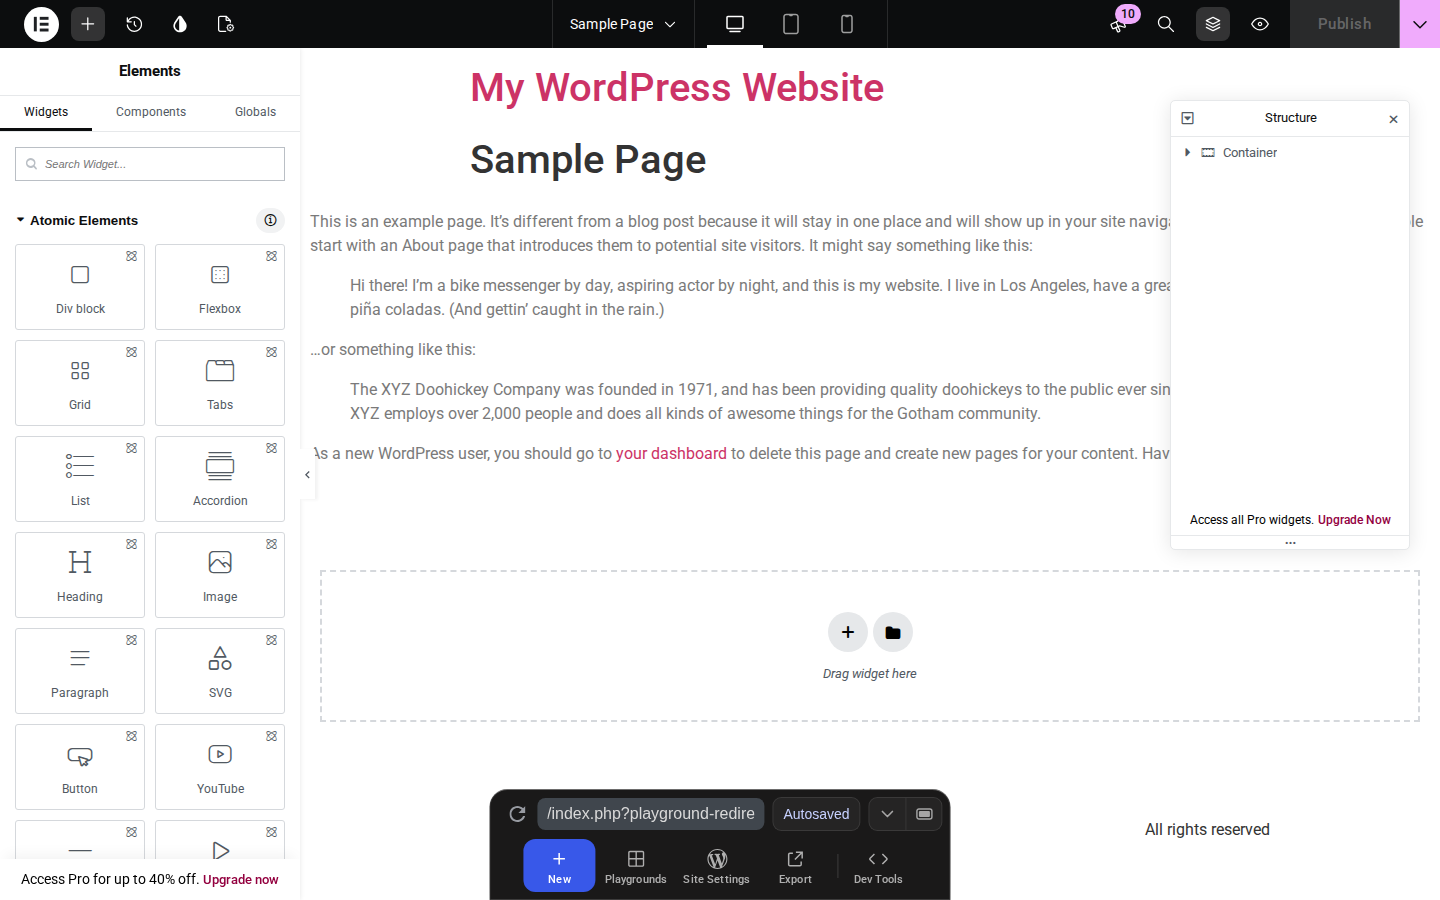 Sample Page
10
Publish
Elements
Widgets
Components
Globals
Search Widget...
Atomic Elements
Div block
Flexbox
Grid
Tabs
List
Accordion
Heading
Image
Paragraph
SVG
Button
YouTube
Access Pro for up to 40% off. Upgrade now
My WordPress Website
Sample Page
This is an example page. It's different from a blog post because it will stay in one place and will show up in your site
start with an About page that introduces them to potential site visitors. It might say something like this:
Hi there! I'm a bike messenger by day, aspiring actor by night, and this is my website. I live in Los Angeles, have a
piña coladas. (And gettin' caught in the rain.)
…or something like this:
The XYZ Doohickey Company was founded in 1971, and has been providing quality doohickeys to the public ever
XYZ employs over 2,000 people and does all kinds of awesome things for the Gotham community.
As a new WordPress user, you should go to your dashboard to delete this page and create new pages for your content.
Structure
Container
Access all Pro widgets. Upgrade Now
Drag widget here
All rights reserved
/index.php?playground-redire
Autosaved
New
Playgrounds
Site Settings
Export
Dev Tools